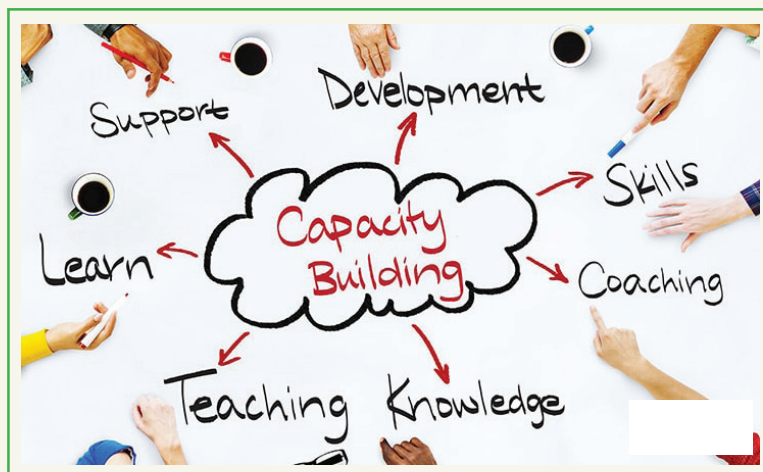 Support
Development
Skills
Learn
Capacity
Building
Coaching
Teaching
Knowledge